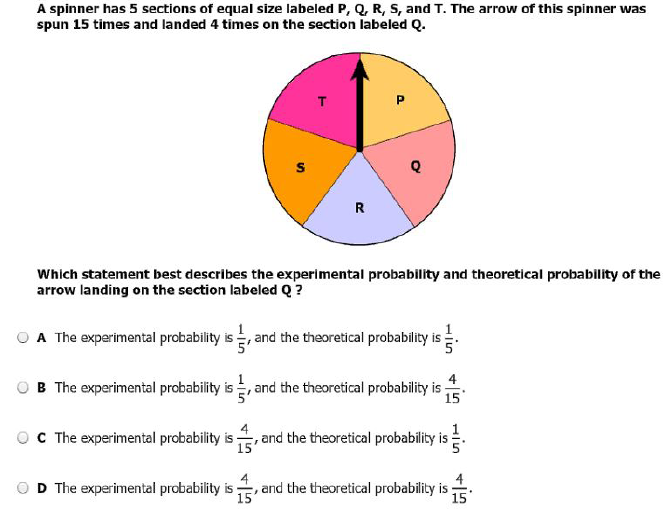 A spinner has 5 sections of equal size labeled P, Q, R, S, and T. The arrow of this spinner was
spun 15 times and landed 4 times on the section labeled Q.
T
P
S
Q
R
Which statement best describes the experimental probability and theoretical probability of the
arrow landing on the section labeled Q ?
A The experimental probability is 1/5, and the theoretical probability is 1/5.
B The experimental probability is 1/5, and the theoretical probability is 4/15.
C The experimental probability is 4/15, and the theoretical probability is 1/5.
D The experimental probability is 4/15, and the theoretical probability is 4/15.